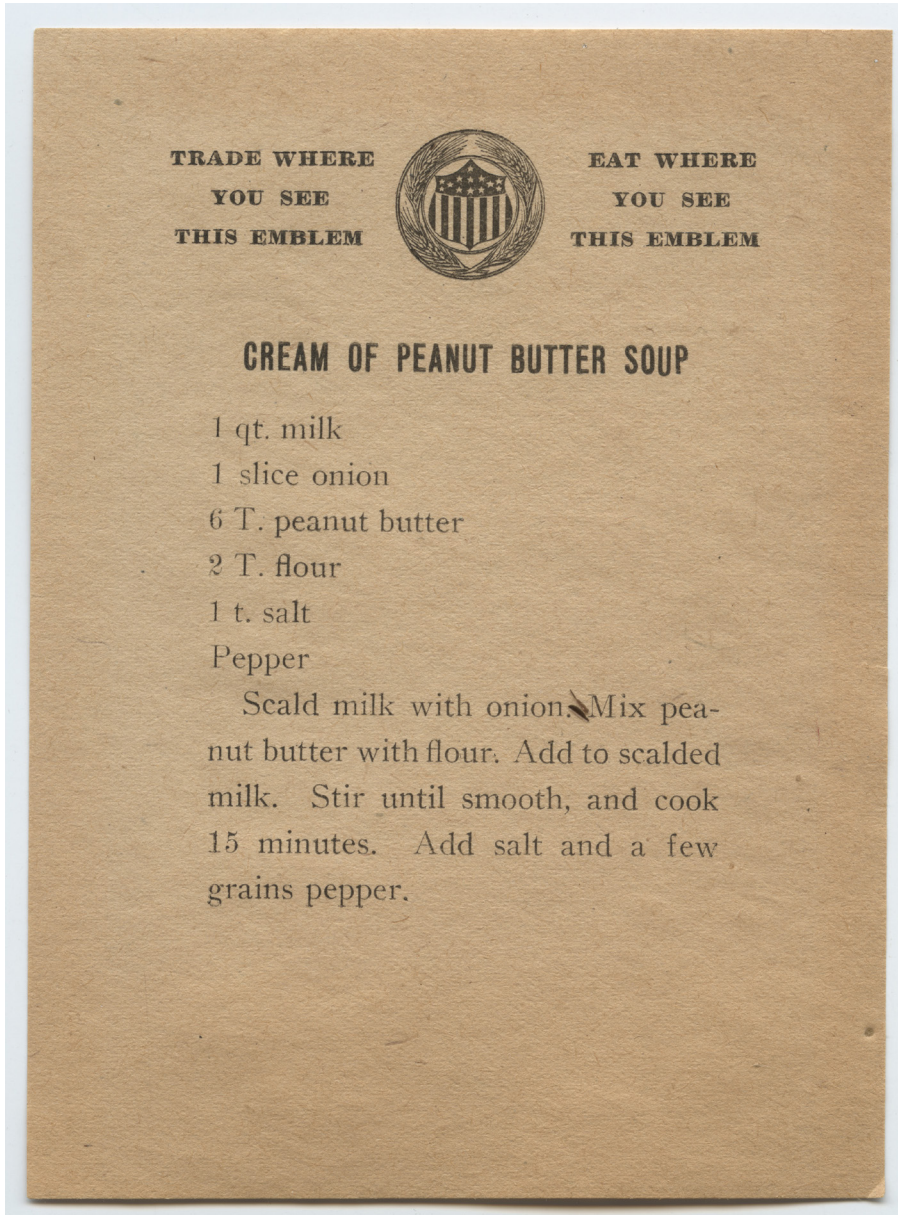 TRADE WHERE
YOU SEE
THIS EMBLEM
EAT WHERE
YOU SEE
THIS EMBLEM
CREAM OF PEANUT BUTTER SOUP
1 qt. milk
1 slice onion
6 T. peanut butter
2 T. flour
1 t. salt
Pepper
Scald milk with onion. Mix pea-
nut butter with flour. Add to scalded
milk. Stir until smooth, and cook
15 minutes. Add salt and a few
grains pepper.